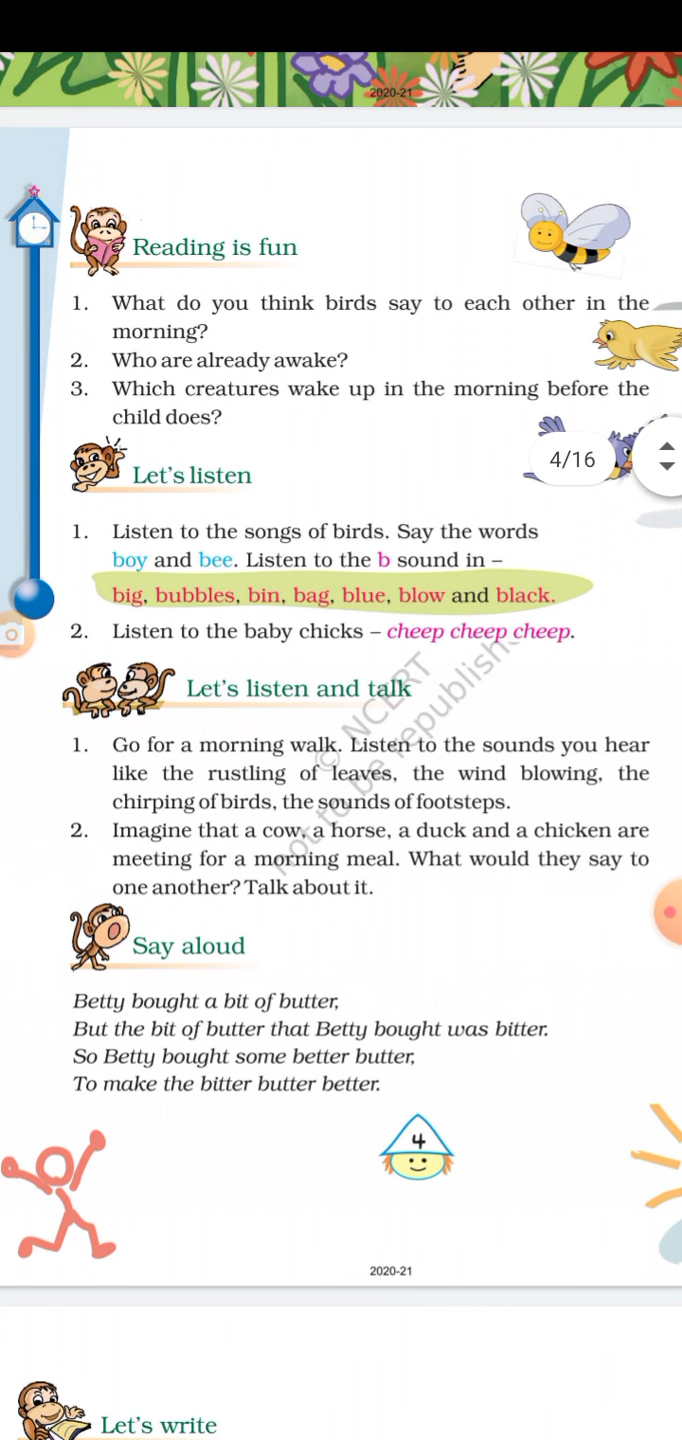 2020-21
Reading is fun
1. What do you think birds say to each other in the
morning?
2. Who are already awake?
3. Which creatures wake up in the morning before the
child does?
4/16
Let's listen
1. Listen to the songs of birds. Say the words
boy and bee. Listen to the b sound in –
big, bubbles, bin, bag, blue, blow and black.
2. Listen to the baby chicks – cheep cheep cheep.
Let's listen and talk
1. Go for a morning walk. Listen to the sounds you hear
like the rustling of leaves, the wind blowing, the
chirping of birds, the sounds of footsteps.
2. Imagine that a cow, a horse, a duck and a chicken are
meeting for a morning meal. What would they say to
one another? Talk about it.
© NCERT
not to be republish
Say aloud
Betty bought a bit of butter,
But the bit of butter that Betty bought was bitter.
So Betty bought some better butter,
To make the bitter butter better.
4
2020-21
Let's write